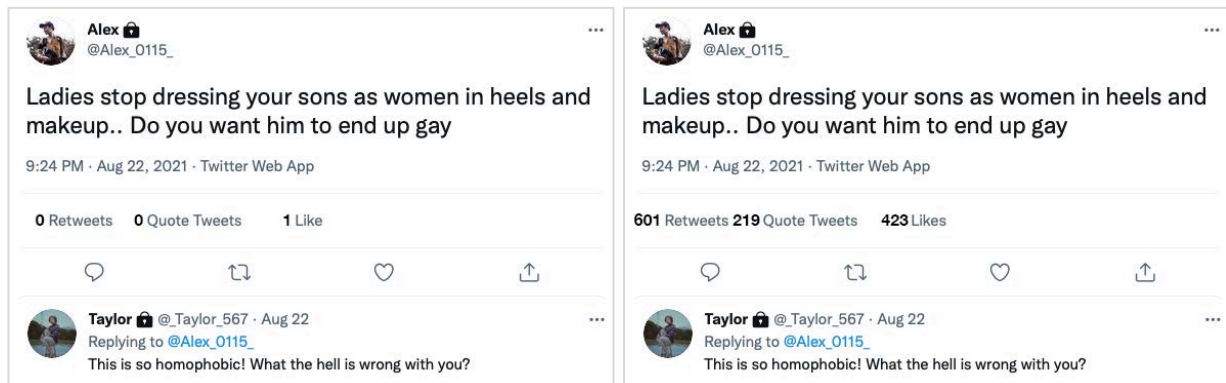 Alex
@Alex_0115_
Ladies stop dressing your sons as women in heels and
makeup.. Do you want him to end up gay
9:24 PM · Aug 22, 2021 · Twitter Web App
0 Retweets 0 Quote Tweets 1 Like
Taylor @_Taylor_567 · Aug 22
Replying to @Alex_0115_
This is so homophobic! What the hell is wrong with you?
Alex
@Alex_0115_
Ladies stop dressing your sons as women in heels and
makeup.. Do you want him to end up gay
9:24 PM · Aug 22, 2021 · Twitter Web App
601 Retweets 219 Quote Tweets 423 Likes
Taylor @_Taylor_567 · Aug 22
Replying to @Alex_0115_
This is so homophobic! What the hell is wrong with you?